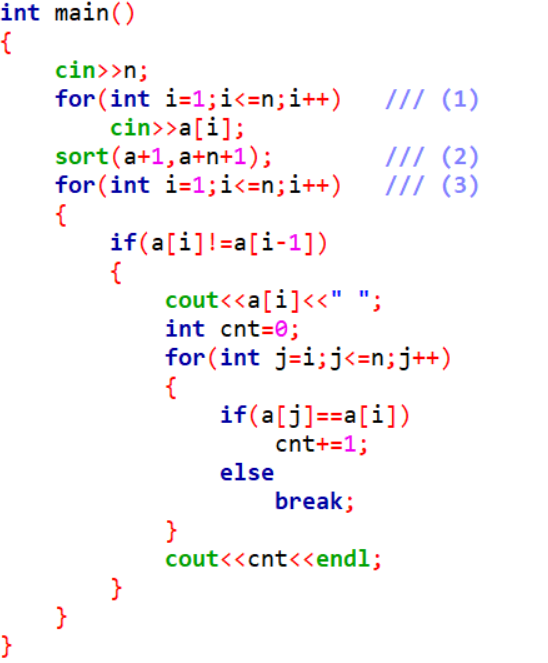 int main()
{
    cin>>n;
    for(int i=1;i<=n;i++)   /// (1)
        cin>>a[i];
    sort(a+1,a+n+1);        /// (2)
    for(int i=1;i<=n;i++)   /// (3)
    {
        if(a[i]!=a[i-1])
        {
            cout<<a[i]<<" ";
            int cnt=0;
            for(int j=i;j<=n;j++)
            {
                if(a[j]==a[i])
                    cnt+=1;
                else
                    break;
            }
            cout<<cnt<<endl;
        }
    }
}